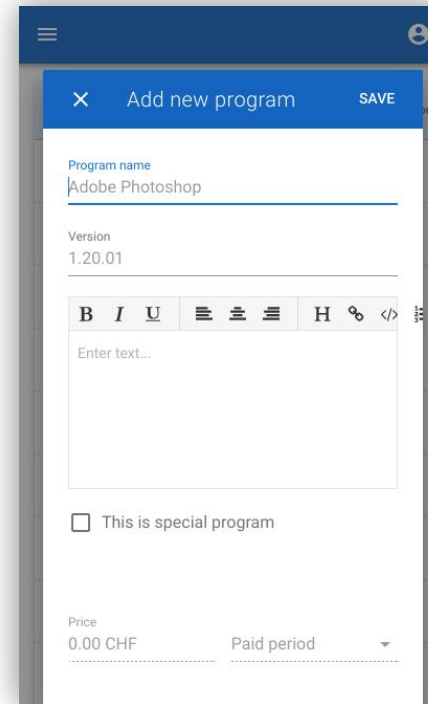 Add new program SAVE
Program name
Adobe Photoshop
Version
1.20.01
B I U H </>
Enter text...
This is special program
Price
0.00 CHF Paid period